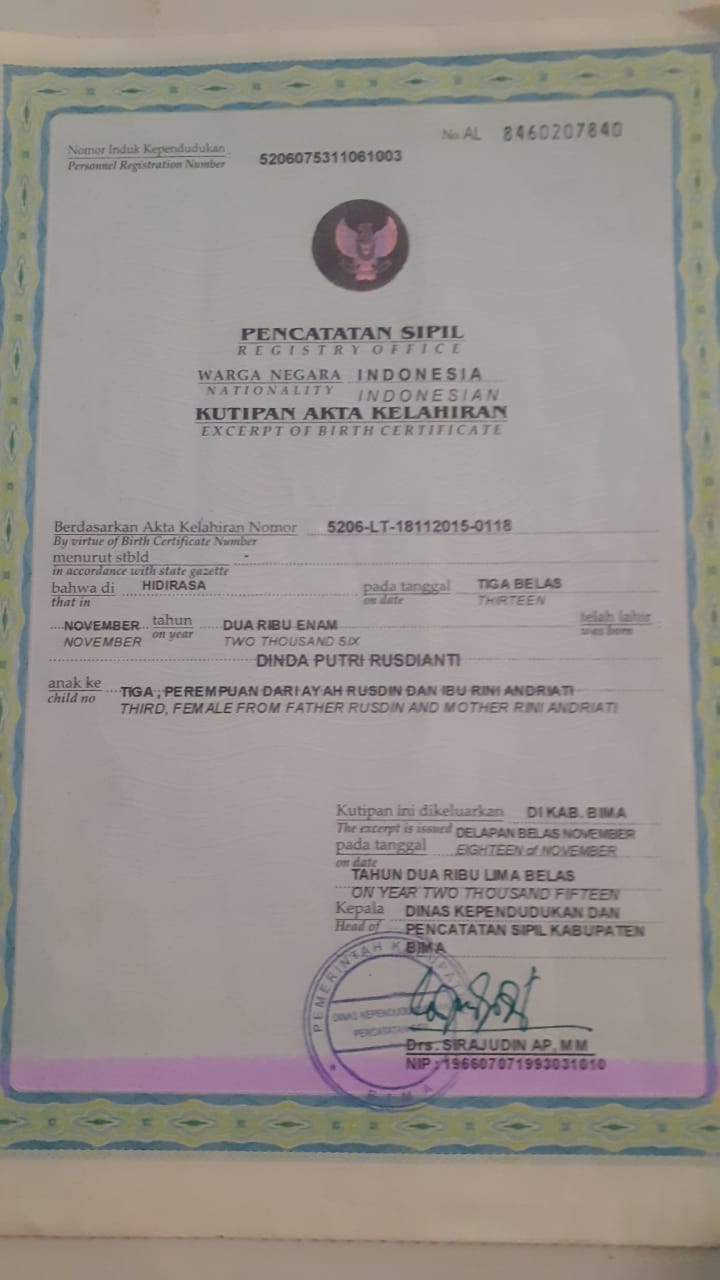 No. AL 8460207840
Nomor Induk Kependudukan : 5206075311061003
Personnel Registration Number
PENCATATAN SIPIL
REGISTRY OFFICE
WARGA NEGARA INDONESIA
NATIONALITY INDONESIAN
KUTIPAN AKTA KELAHIRAN
EXCERPT OF BIRTH CERTIFICATE
Berdasarkan Akta Kelahiran Nomor 5206-LT-18112015-0118
By virtue of Birth Certificate Number
menurut stbld -
in accordance with state gazette
bahwa di HIDIRASA pada tanggal TIGA BELAS
that in on date THIRTEEN
NOVEMBER tahun DUA RIBU ENAM telah lahir
NOVEMBER on year TWO THOUSAND SIX was born
DINDA PUTRI RUSDIANTI
anak ke TIGA , PEREMPUAN DARI AYAH RUSDIN DAN IBU RINI ANDRIATI
child no THIRD, FEMALE FROM FATHER RUSDIN AND MOTHER RINI ANDRIATI
Kutipan ini dikeluarkan DI KAB. BIMA
The excerpt is issued DELAPAN BELAS NOVEMBER
pada tanggal EIGHTEEN of NOVEMBER
on date
TAHUN DUA RIBU LIMA BELAS
ON YEAR TWO THOUSAND FIFTEEN
Kepala DINAS KEPENDUDUKAN DAN
Head of PENCATATAN SIPIL KABUPATEN
BIMA
PEMERINTAH KABUPAT
DINAS KEPENDUDU
PENCATATAN
BIMA
Drs. SIRAJUDIN AP, MM
NIP : 196607071993031010